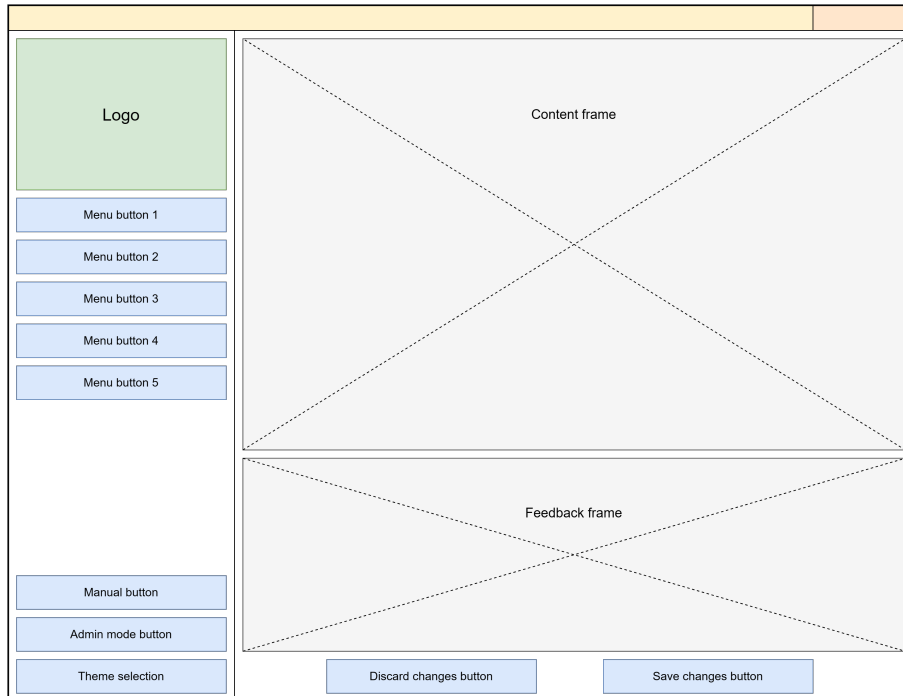 Logo
Menu button 1
Menu button 2
Menu button 3
Menu button 4
Menu button 5
Manual button
Admin mode button
Theme selection
Content frame
Feedback frame
Discard changes button
Save changes button